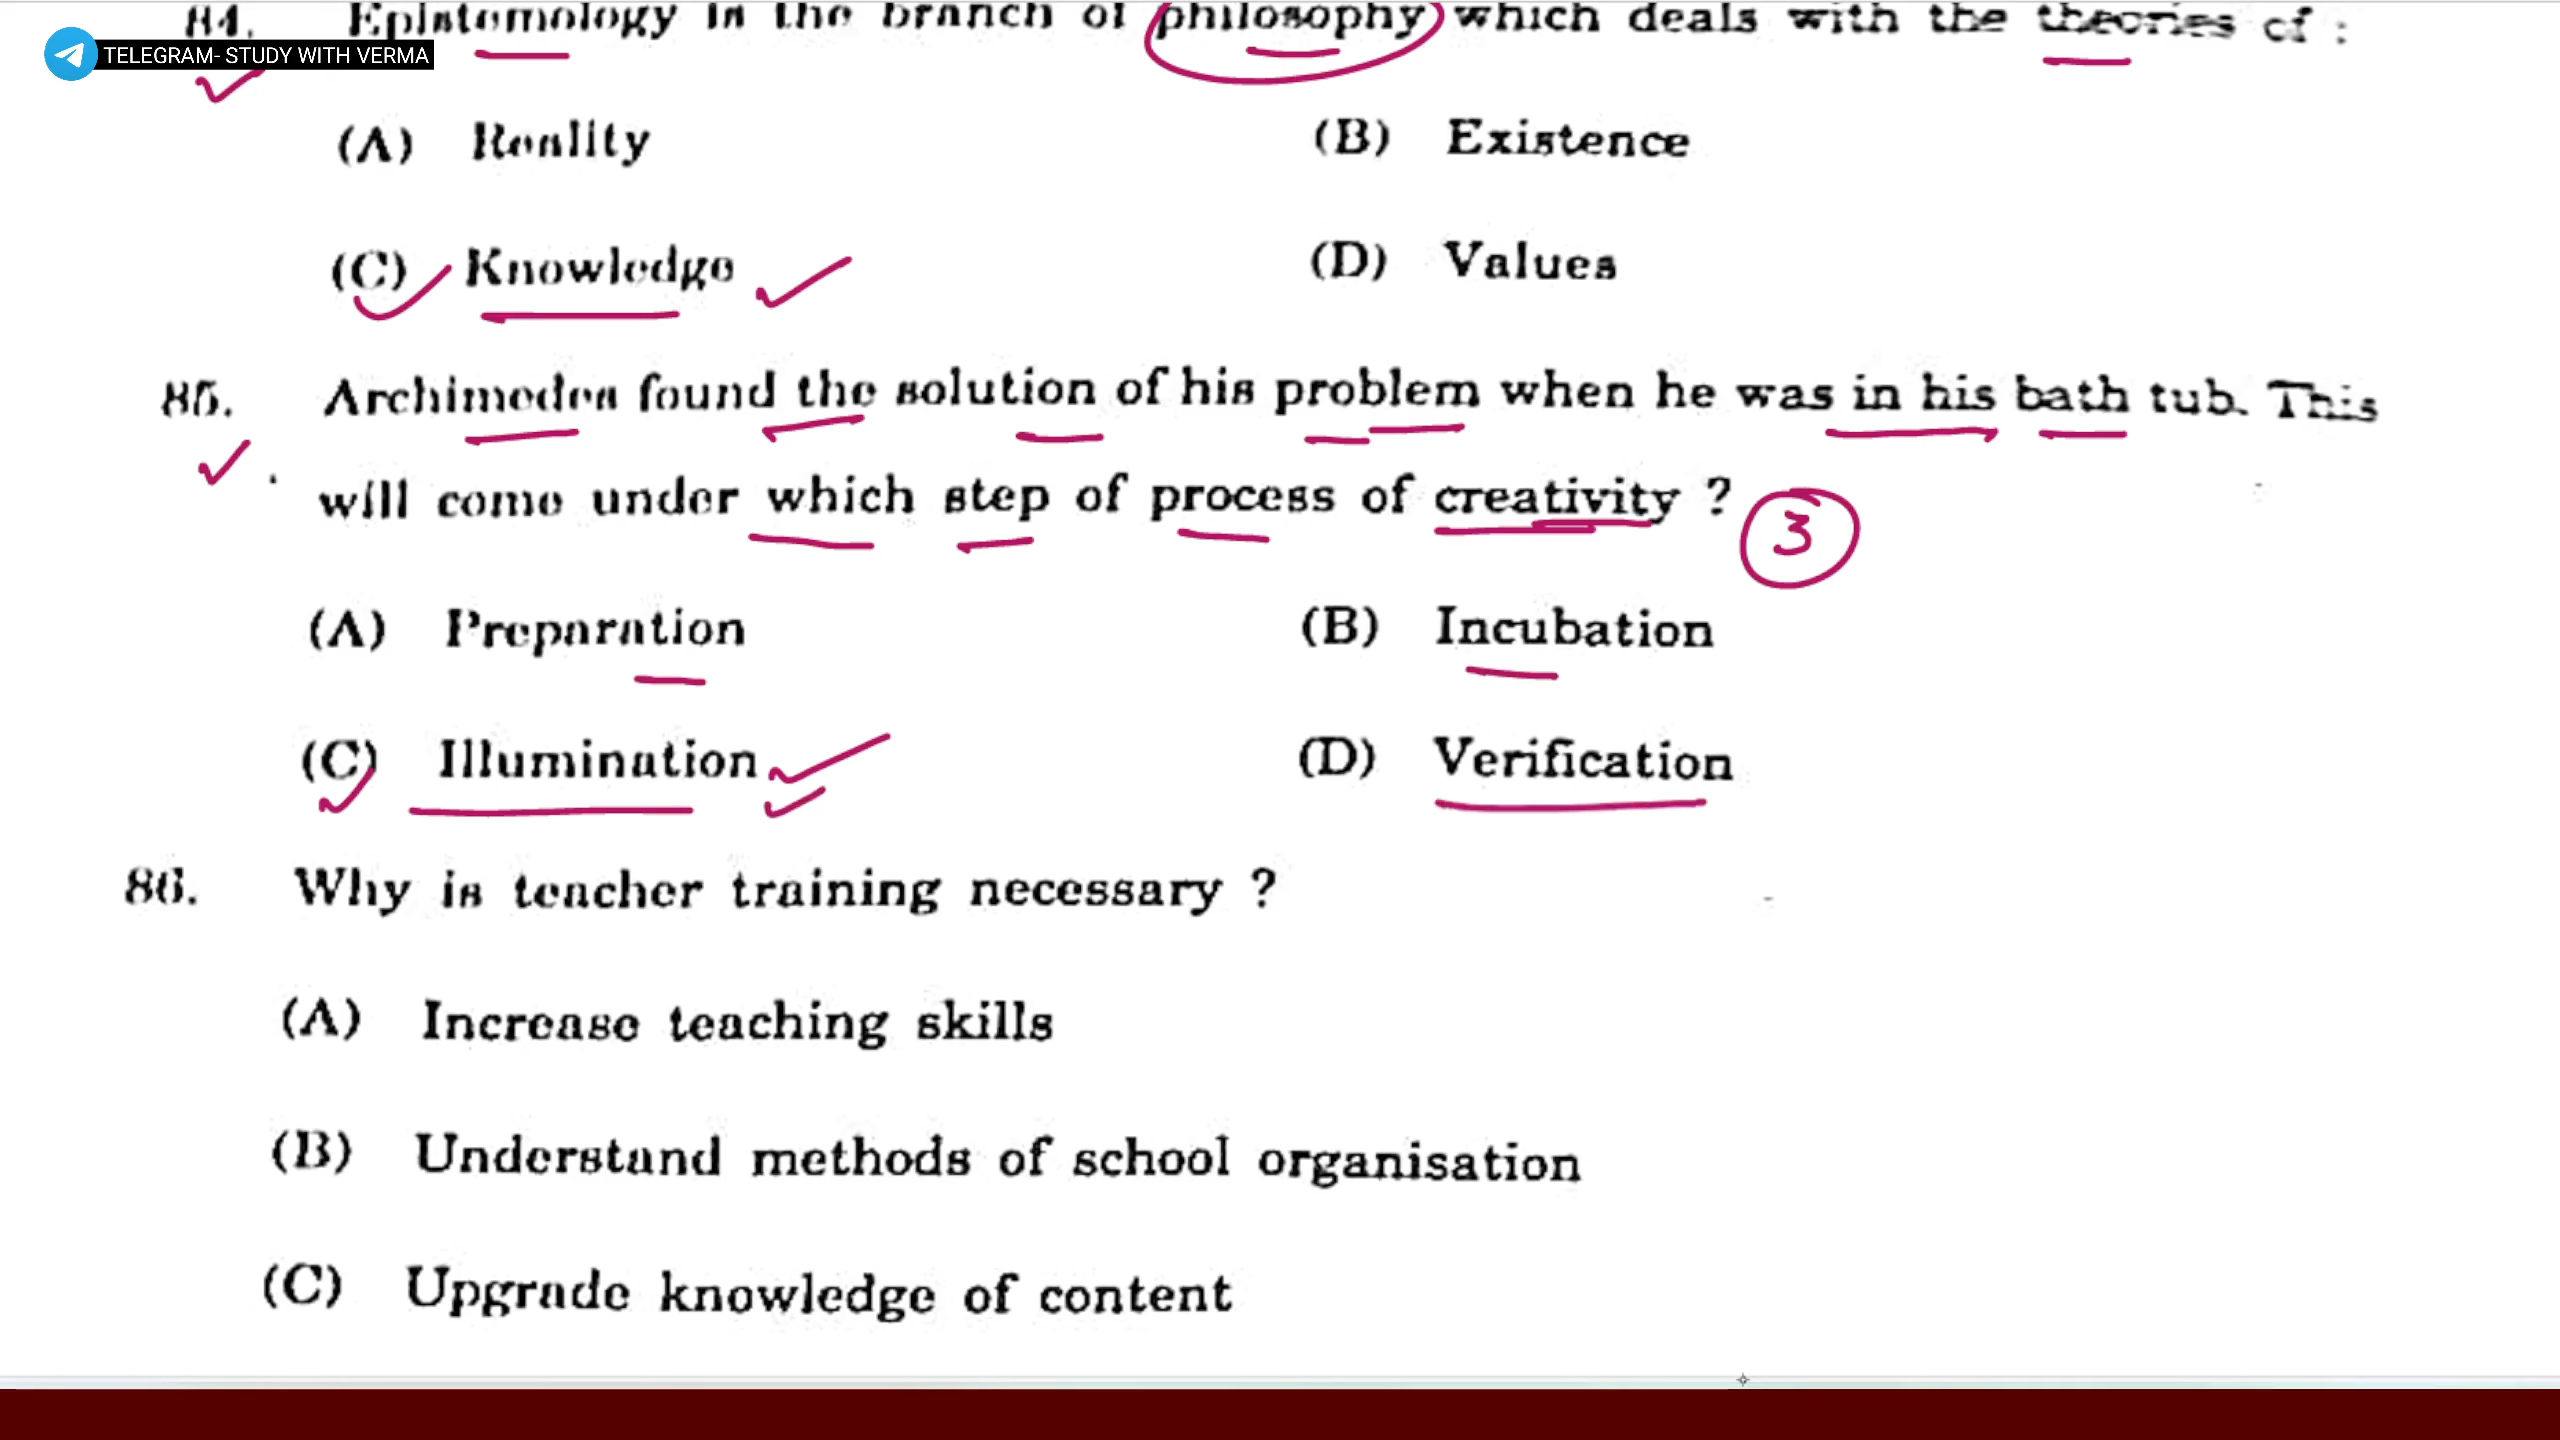 84. Epistemology is the branch of philosophy which deals with the theories of :
TELEGRAM- STUDY WITH VERMA
(A) Reality (B) Existence
(C) Knowledge (D) Values
85. Archimedes found the solution of his problem when he was in his bath tub. This
will come under which step of process of creativity ? 3
(A) Preparation (B) Incubation
(C) Illumination (D) Verification
86. Why is teacher training necessary ?
(A) Increase teaching skills
(B) Understand methods of school organisation
(C) Upgrade knowledge of content